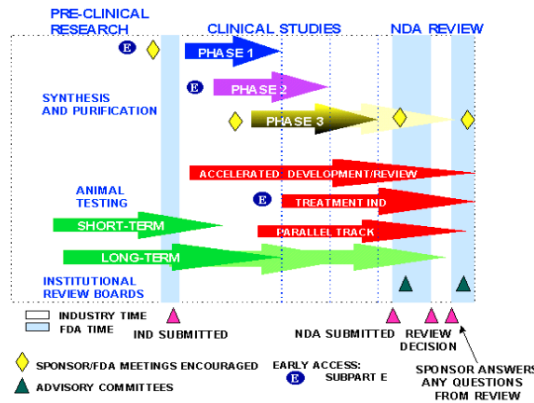 PRE-CLINICAL
RESEARCH
CLINICAL STUDIES
NDA REVIEW
E
PHASE 1
E
PHASE 2
SYNTHESIS
AND PURIFICATION
PHASE 3
ACCELERATED DEVELOPMENT/REVIEW
ANIMAL
TESTING
E
TREATMENT IND
SHORT-TERM
PARALLEL TRACK
LONG-TERM
INSTITUTIONAL
REVIEW BOARDS
INDUSTRY TIME
FDA TIME
IND SUBMITTED
NDA SUBMITTED
REVIEW
DECISION
SPONSOR/FDA MEETINGS ENCOURAGED
ADVISORY COMMITTEES
EARLY ACCESS:
E
SUBPART E
SPONSOR ANSWERS
ANY QUESTIONS
FROM REVIEW